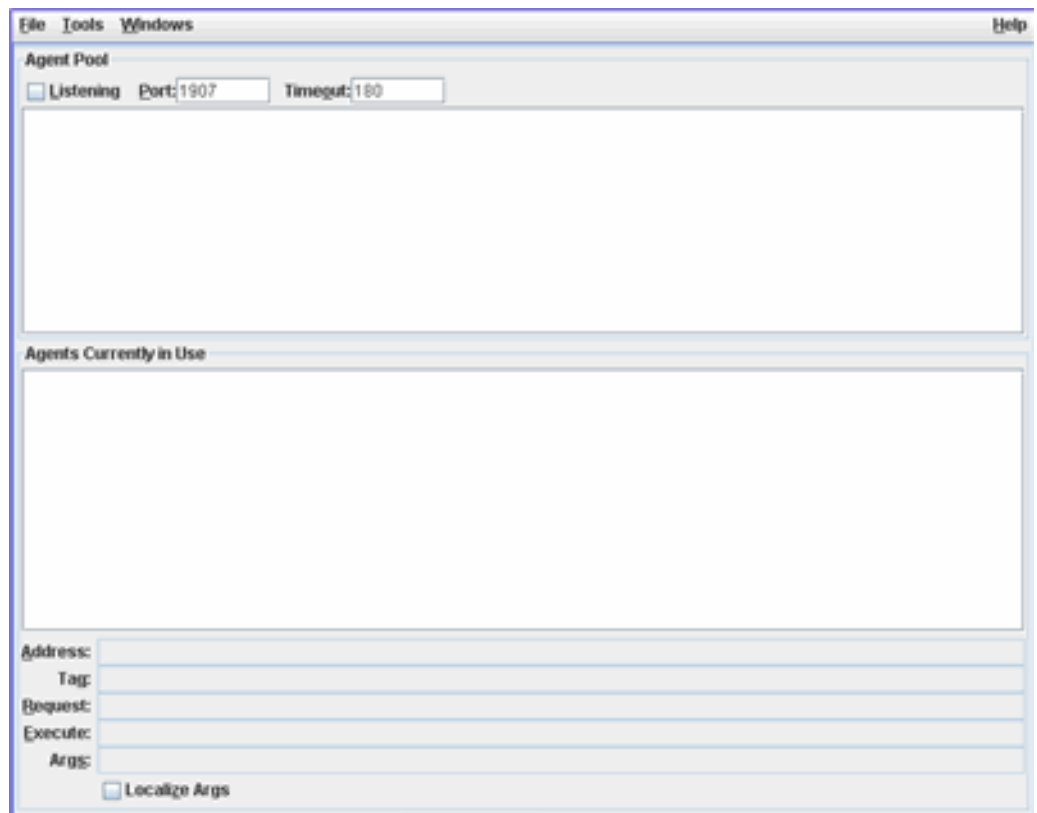 File Tools Windows Help
Agent Pool
Listening Port: 1907 Timeout: 180
Agents Currently in Use
Address:
Tag:
Request:
Execute:
Args:
Localize Args